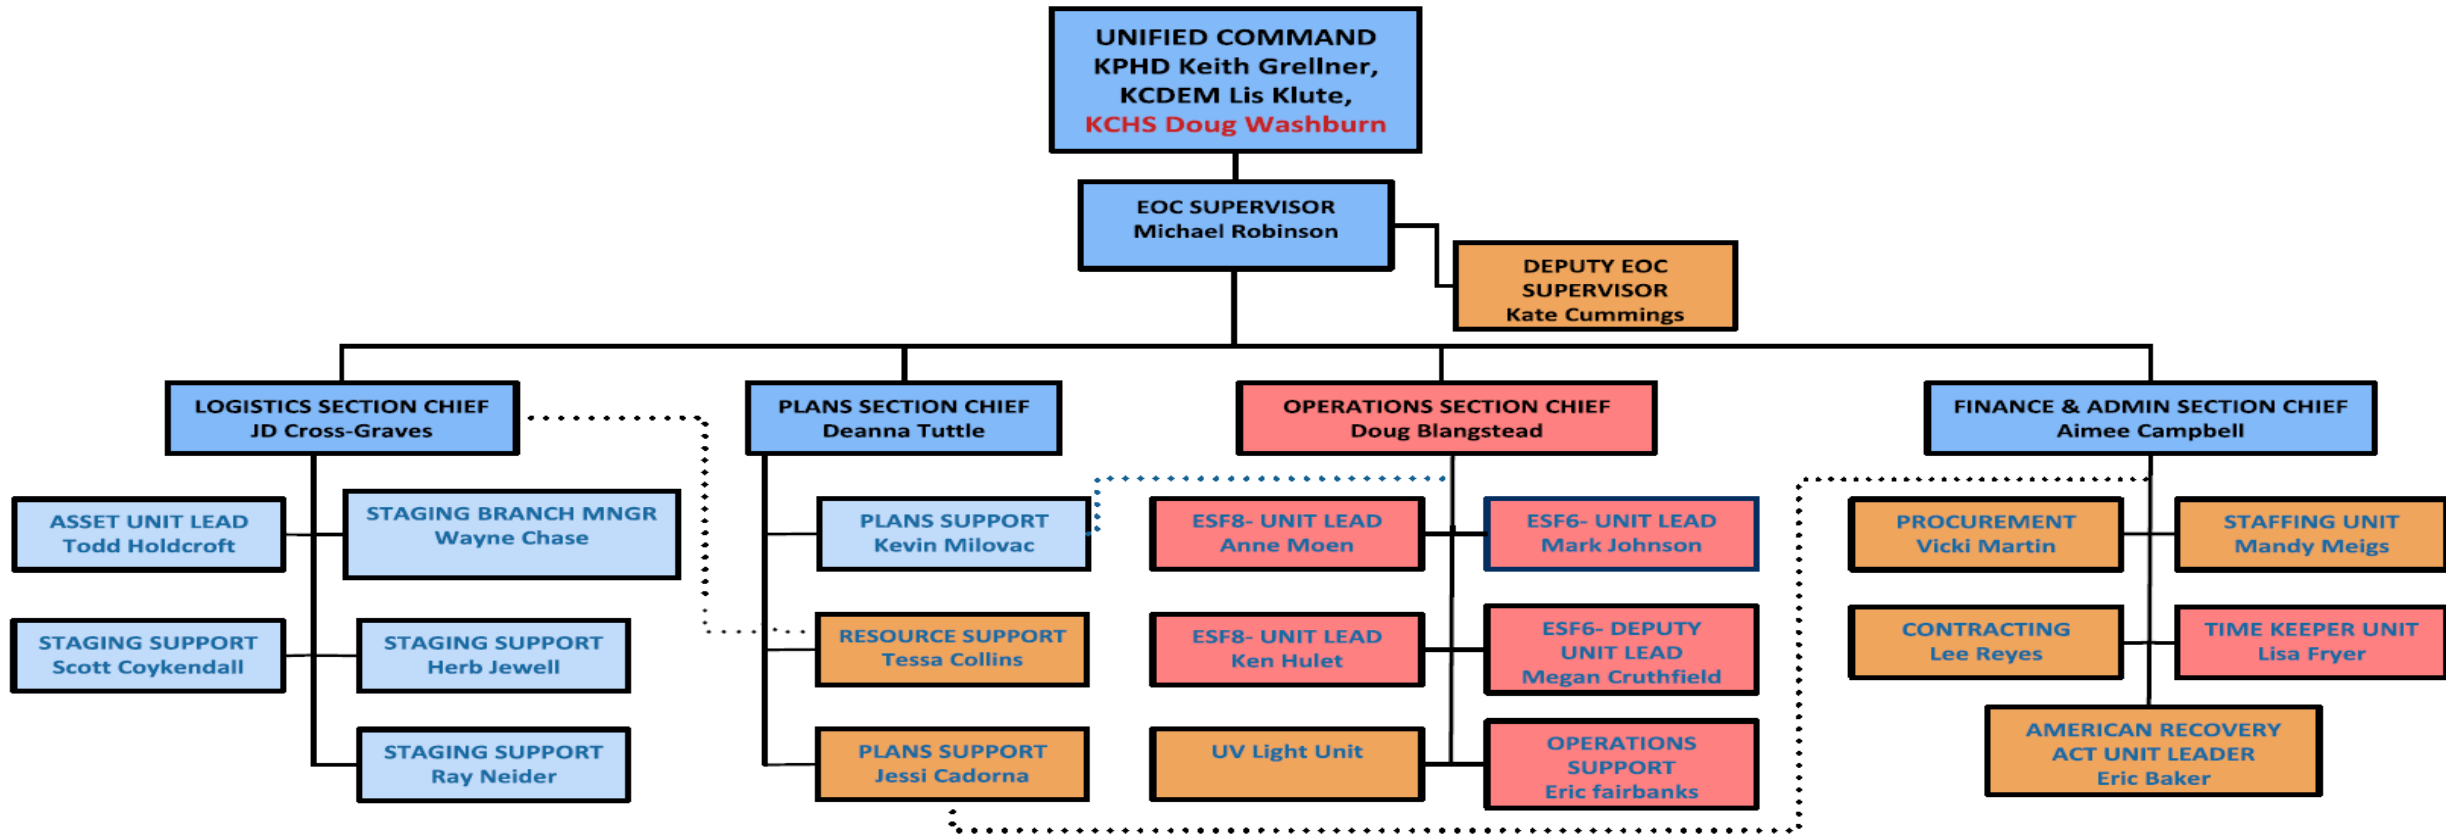 UNIFIED COMMAND
KPHD Keith Grellner,
KCDEM Lis Klute,
KCHS Doug Washburn
EOC SUPERVISOR
Michael Robinson
DEPUTY EOC
SUPERVISOR
Kate Cummings
LOGISTICS SECTION CHIEF
JD Cross-Graves
PLANS SECTION CHIEF
Deanna Tuttle
OPERATIONS SECTION CHIEF
Doug Blangstead
FINANCE & ADMIN SECTION CHIEF
Aimee Campbell
ASSET UNIT LEAD
Todd Holdcroft
STAGING BRANCH MNGR
Wayne Chase
PLANS SUPPORT
Kevin Milovac
ESF8- UNIT LEAD
Anne Moen
ESF6- UNIT LEAD
Mark Johnson
PROCUREMENT
Vicki Martin
STAFFING UNIT
Mandy Meigs
STAGING SUPPORT
Scott Coykendall
STAGING SUPPORT
Herb Jewell
RESOURCE SUPPORT
Tessa Collins
ESF8- UNIT LEAD
Ken Hulet
ESF6- DEPUTY
UNIT LEAD
Megan Cruthfield
CONTRACTING
Lee Reyes
TIME KEEPER UNIT
Lisa Fryer
STAGING SUPPORT
Ray Neider
PLANS SUPPORT
Jessi Cadorna
UV Light Unit
OPERATIONS
SUPPORT
Eric fairbanks
AMERICAN RECOVERY
ACT UNIT LEADER
Eric Baker